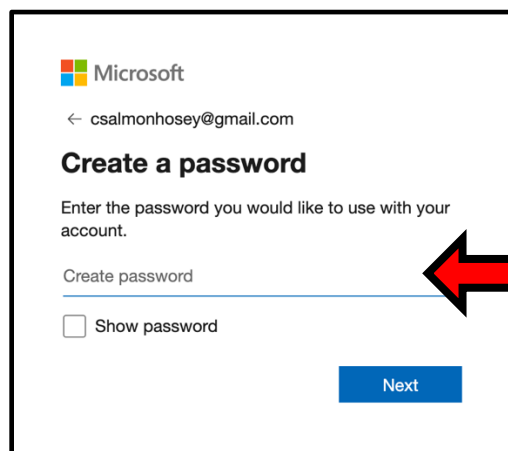 Microsoft
← csalmonhosey@gmail.com
Create a password
Enter the password you would like to use with your
account.
Create password
Show password
Next